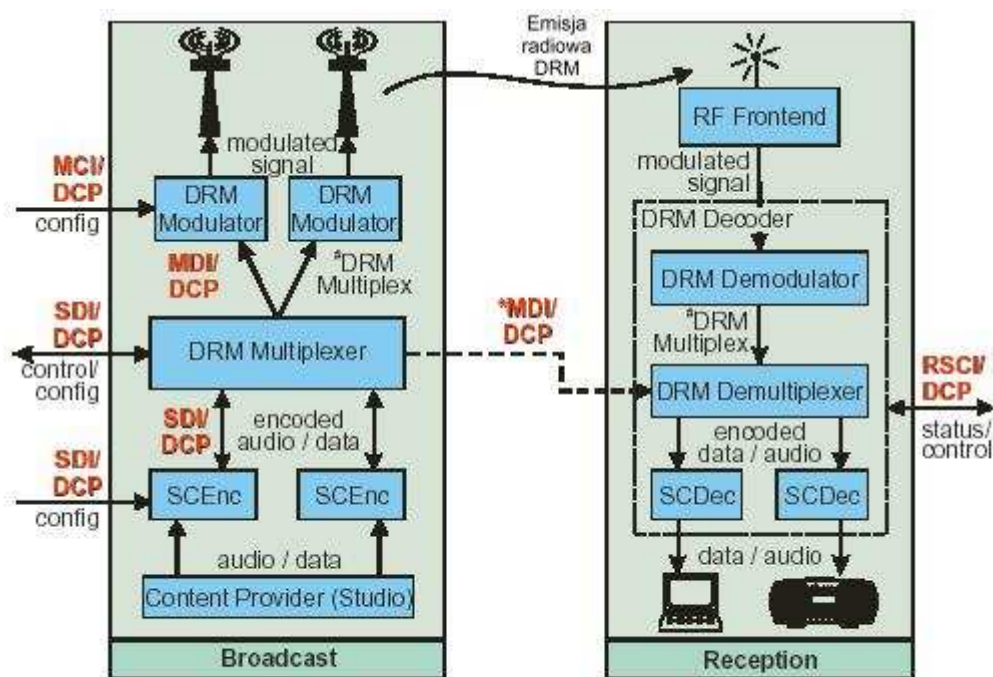 Emisja
radiowa
DRM
modulated
signal
MCI/
DCP
config
DRM
Modulator
DRM
Modulator
MDI/
DCP
#DRM
Multiplex
SDI/
DCP
control/
config
DRM Multiplexer
SDI/
DCP
encoded
audio / data
SDI/
DCP
config
SCEnc
SCEnc
audio / data
Content Provider (Studio)
Broadcast
*MDI/
DCP
RF Frontend
modulated
signal
DRM Decoder
DRM Demodulator
#DRM
Multiplex
DRM Demultiplexer
RSCI/
DCP
status/
control
encoded
data / audio
SCDec
SCDec
data / audio
Reception